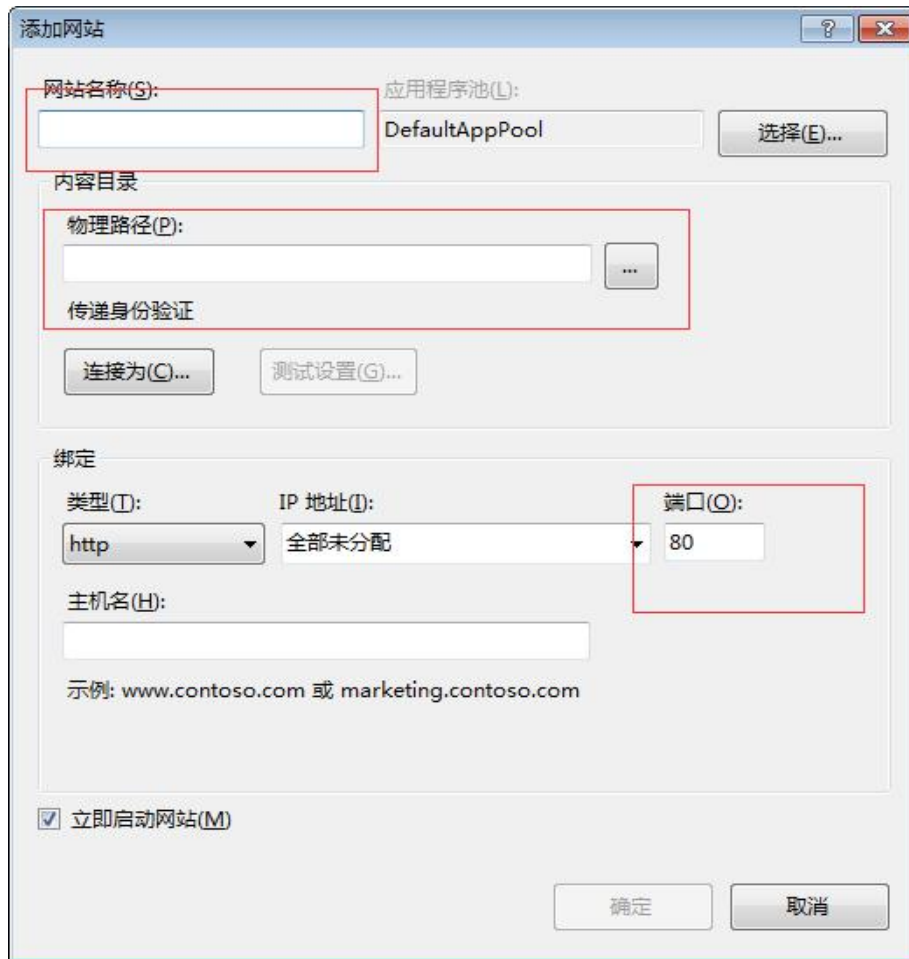 添加网站
网站名称(S): 应用程序池(L):
DefaultAppPool 选择(E)...
内容目录
物理路径(P):
...
传递身份验证
连接为(C)... 测试设置(G)...
绑定
类型(T): IP 地址(I): 端口(O):
http 全部未分配 80
主机名(H):
示例: www.contoso.com 或 marketing.contoso.com
立即启动网站(M)
确定 取消